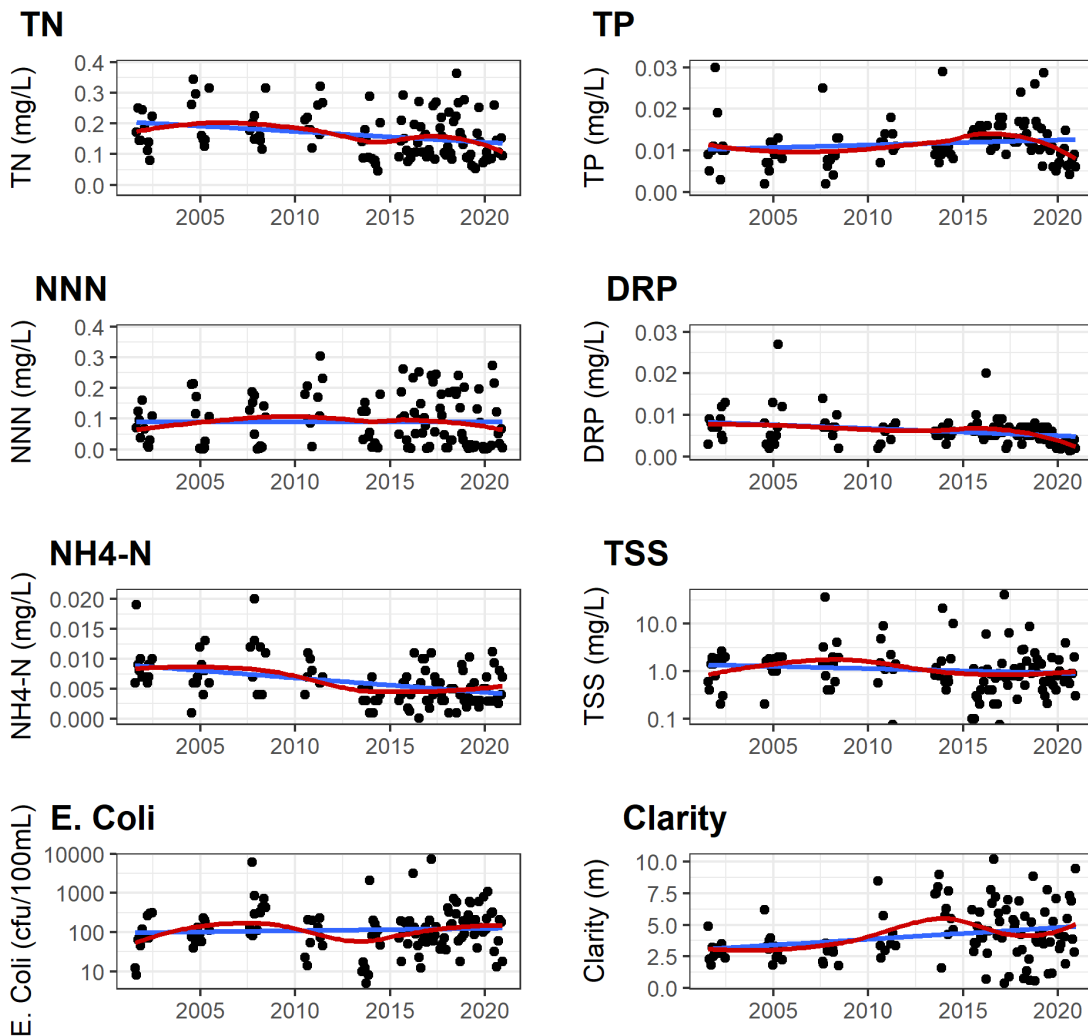 TN
TN (mg/L)
0.4
0.3
0.2
0.1
0.0
2005 2010 2015 2020
TP
TP (mg/L)
0.03
0.02
0.01
0.00
2005 2010 2015 2020
NNN
NNN (mg/L)
0.4
0.3
0.2
0.1
0.0
2005 2010 2015 2020
DRP
DRP (mg/L)
0.03
0.02
0.01
0.00
2005 2010 2015 2020
NH4-N
NH4-N (mg/L)
0.020
0.015
0.010
0.005
0.000
2005 2010 2015 2020
TSS
TSS (mg/L)
10.0
1.0
0.1
2005 2010 2015 2020
E. Coli
E. Coli (cfu/100mL)
10000
1000
100
10
2005 2010 2015 2020
Clarity
Clarity (m)
10.0
7.5
5.0
2.5
0.0
2005 2010 2015 2020